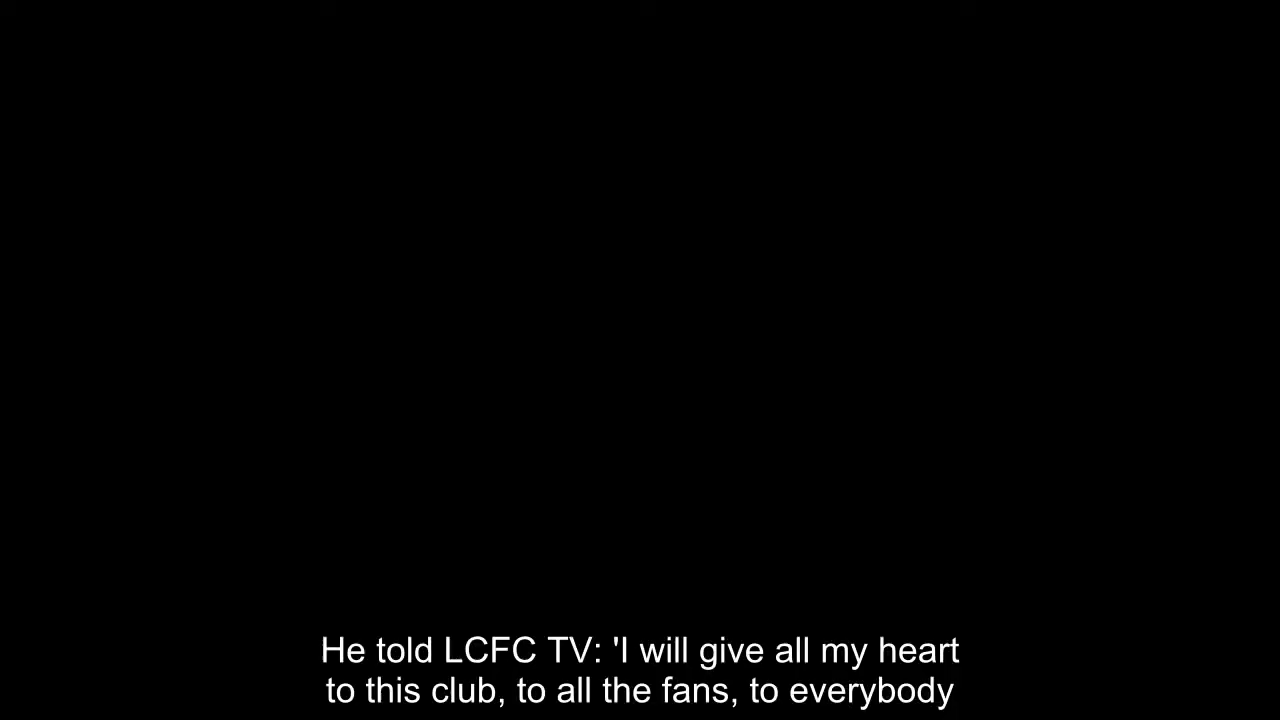 He told LCFC TV: 'I will give all my heart
to this club, to all the fans, to everybody